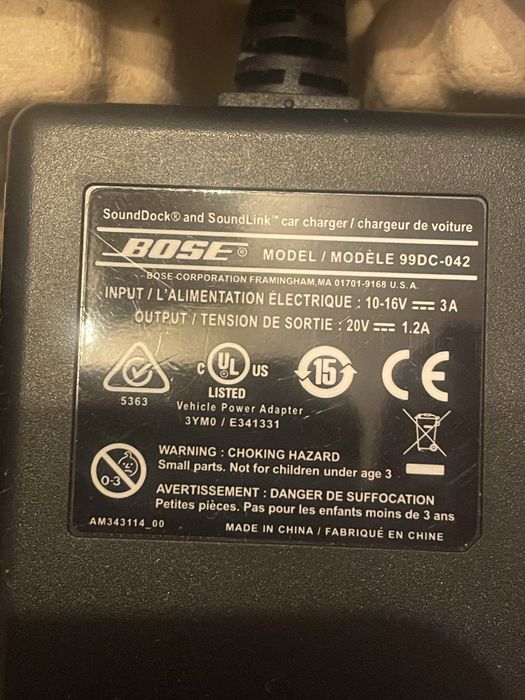 SoundDock® and SoundLink™ car charger / chargeur de voiture
BOSE® MODEL / MODÈLE 99DC-042
BOSE CORPORATION FRAMINGHAM, MA 01701-9168 U.S.A.
INPUT / L'ALIMENTATION ÉLECTRIQUE : 10-16V ⎓ 3A
OUTPUT / TENSION DE SORTIE : 20V ⎓ 1.2A
5363
C UL US
LISTED
Vehicle Power Adapter
3YM0 / E341331
15
CE
0-3
WARNING : CHOKING HAZARD
Small parts. Not for children under age 3
AVERTISSEMENT : DANGER DE SUFFOCATION
Petites pièces. Pas pour les enfants moins de 3 ans
AM343114_00
MADE IN CHINA / FABRIQUÉ EN CHINE